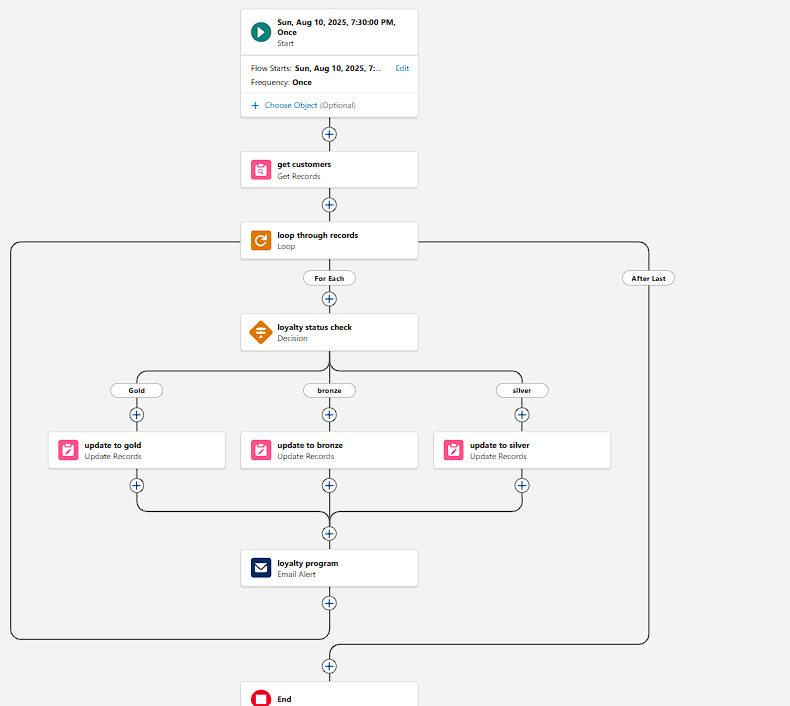 Sun, Aug 10, 2025, 7:30:00 PM,
Once
Start
Flow Starts: Sun, Aug 10, 2025, 7:... Edit
Frequency: Once
Choose Object (Optional)
get customers
Get Records
loop through records
Loop
For Each
After Last
loyalty status check
Decision
Gold
bronze
silver
update to gold
Update Records
update to bronze
Update Records
update to silver
Update Records
loyalty program
Email Alert
End